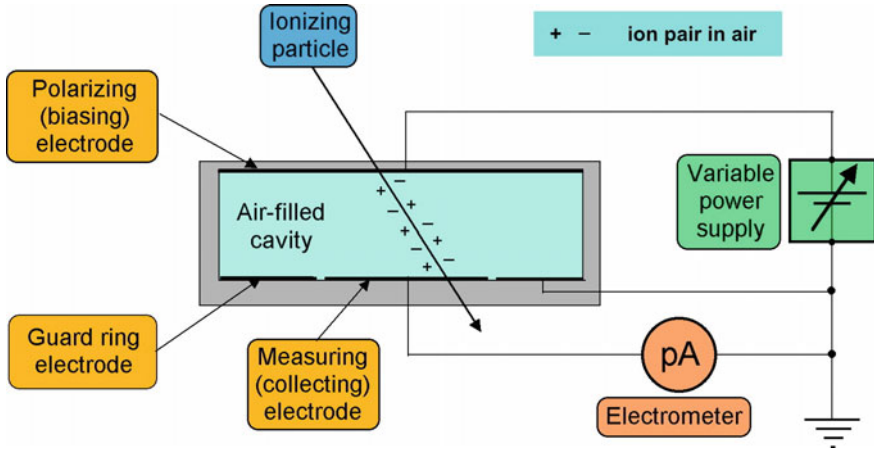 Ionizing
particle
+ − ion pair in air
Polarizing
(biasing)
electrode
Variable
power
supply
Air-filled
cavity
−
+
+
−
−
+
−
+
−
+
Guard ring
electrode
Measuring
(collecting)
electrode
pA
Electrometer